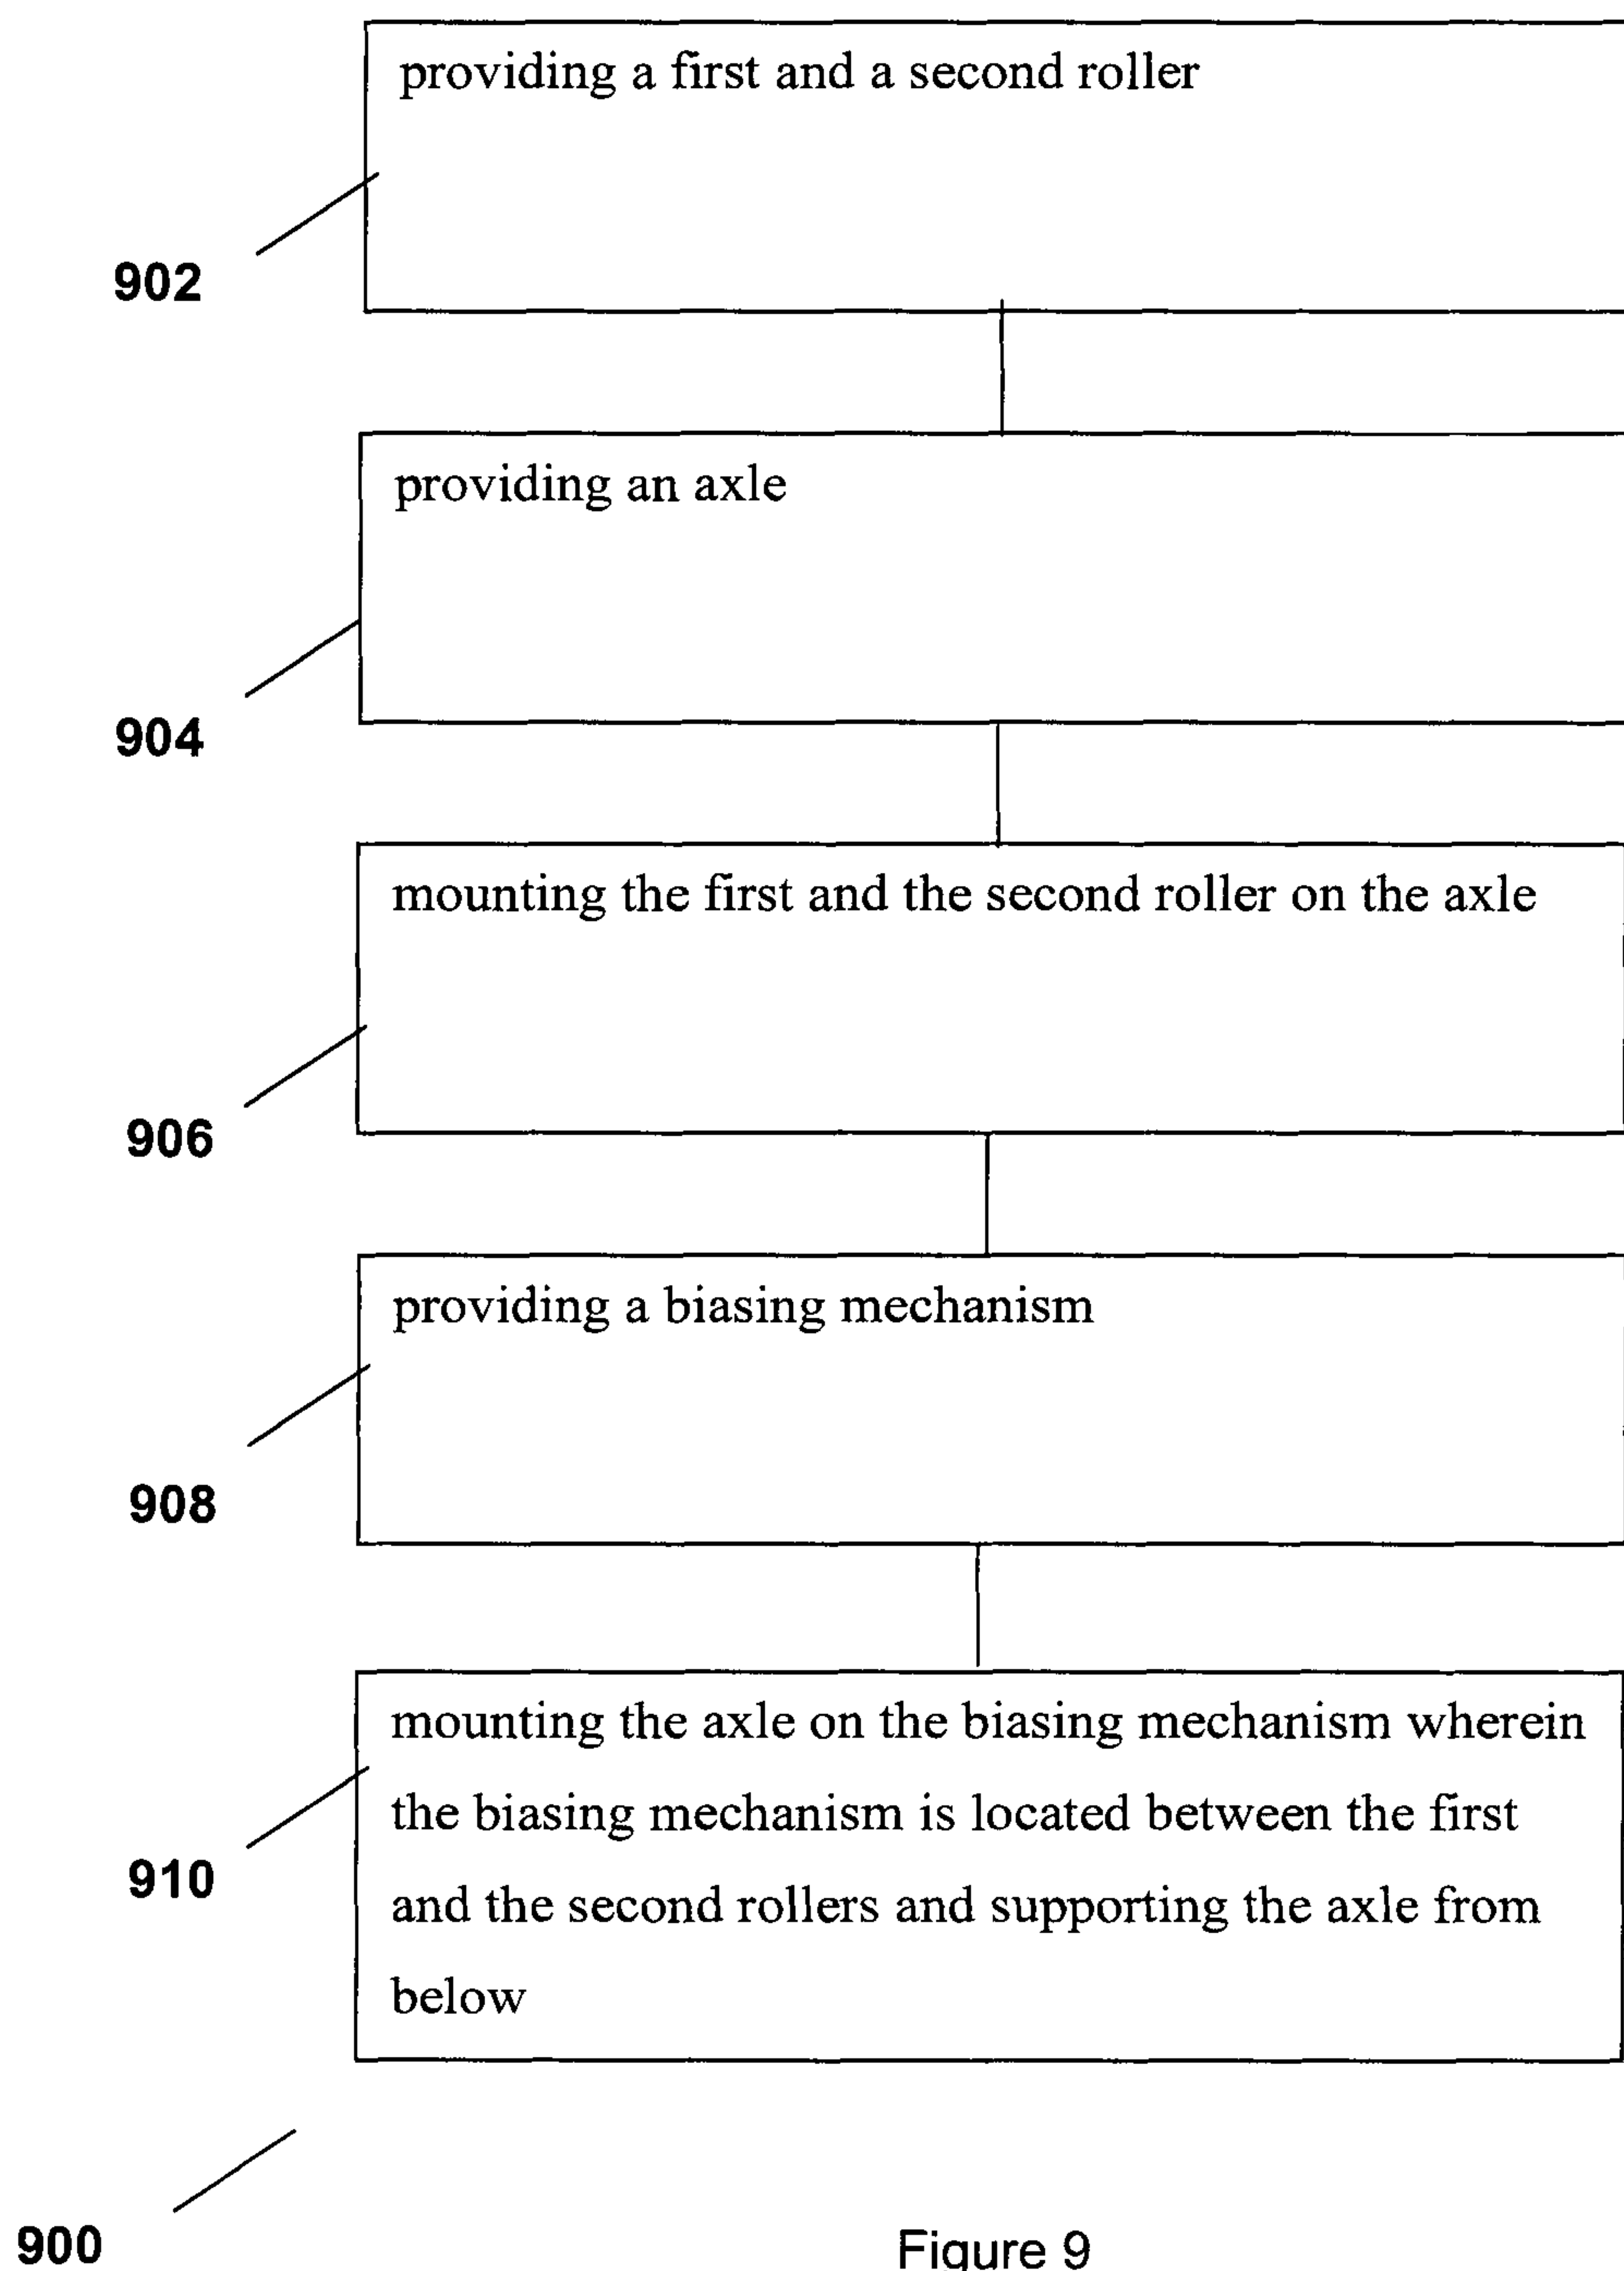 providing a first and a second roller
902
providing an axle
904
mounting the first and the second roller on the axle
906
providing a biasing mechanism
908
mounting the axle on the biasing mechanism wherein
the biasing mechanism is located between the first
and the second rollers and supporting the axle from
below
910
900
Figure 9